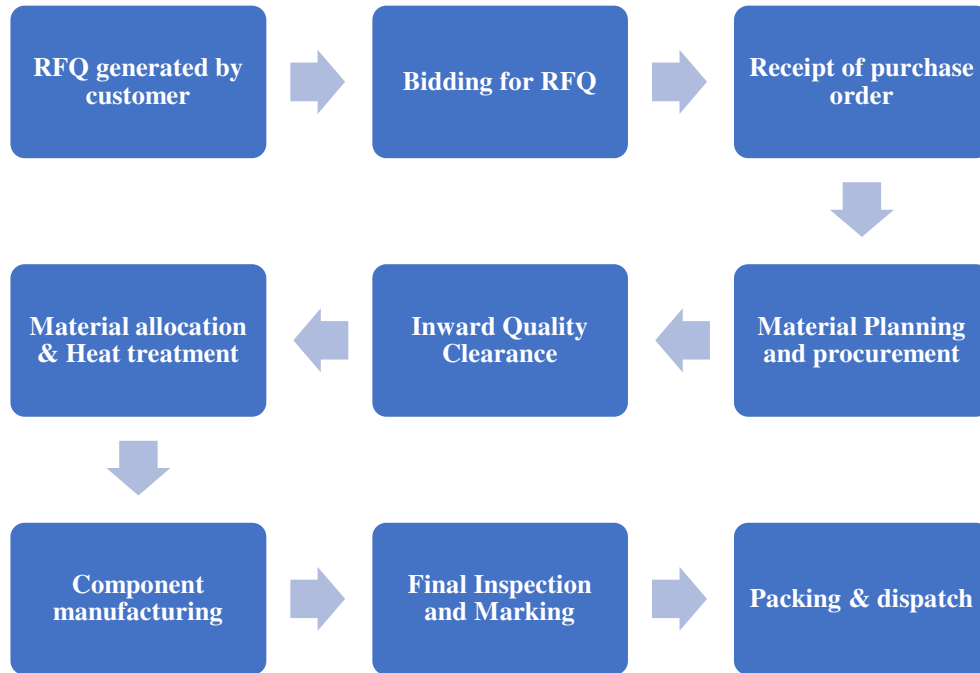 RFQ generated by
customer
Bidding for RFQ
Receipt of purchase
order
Material Planning
and procurement
Inward Quality
Clearance
Material allocation
& Heat treatment
Component
manufacturing
Final Inspection
and Marking
Packing & dispatch